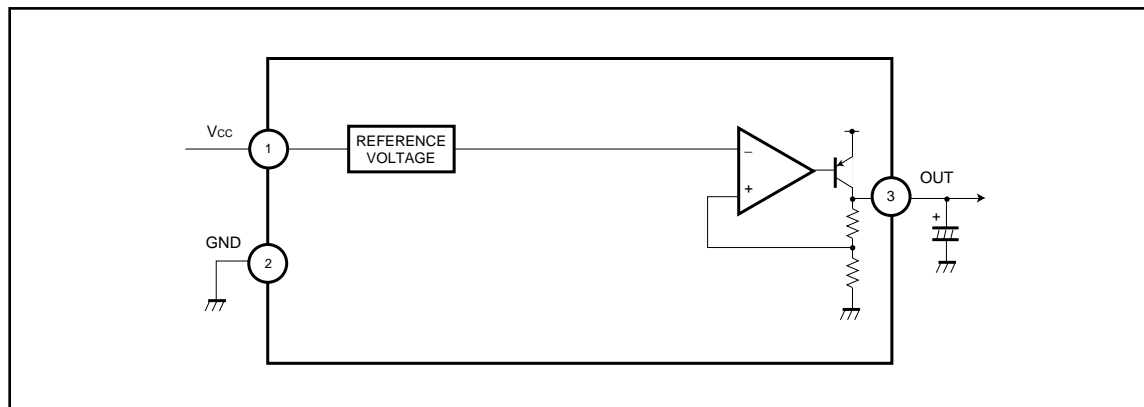 Vcc
1
REFERENCE
VOLTAGE
−
+
OUT
3
+
GND
2